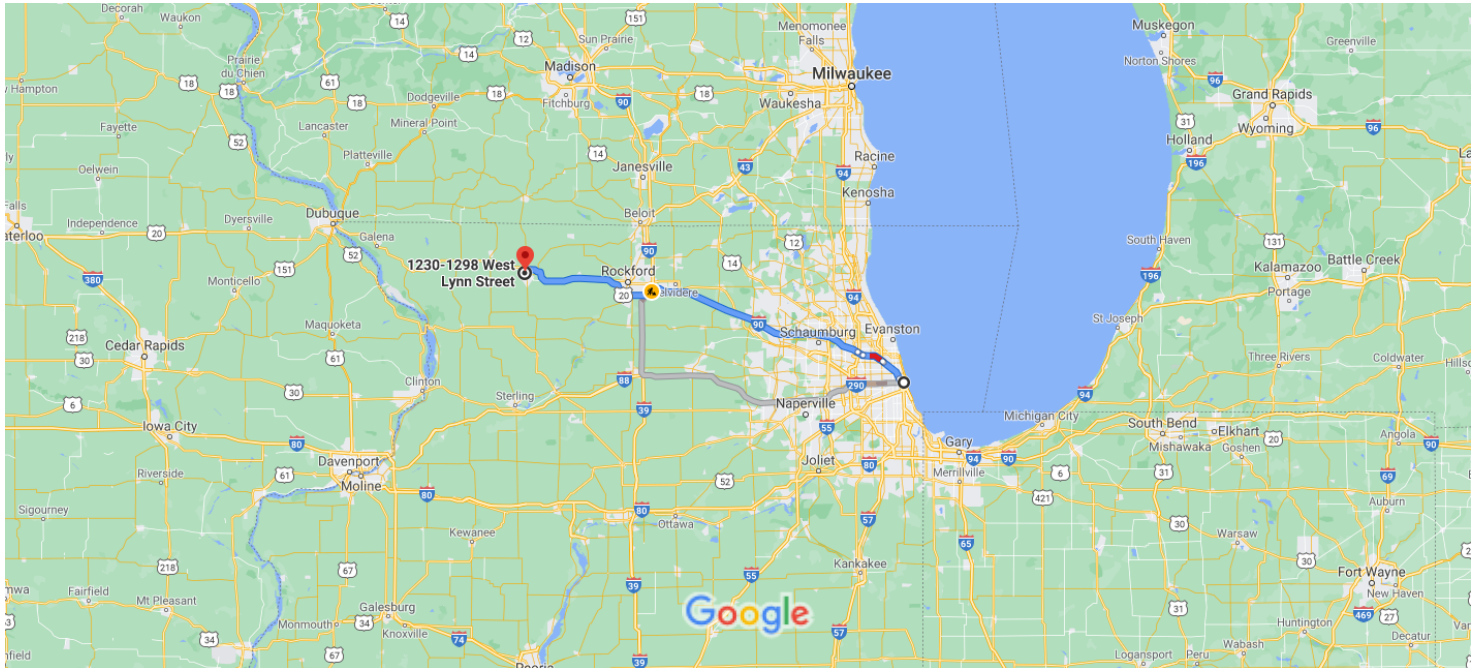 Decorah
Waukon
14
151
Menomonee
Falls
Muskegon
Greenville
12
Sun Prairie
14
Norton Shores
Prairie
du Chien
14
Madison
Milwaukee
96
w Hampton
18
61
18
Fitchburg
90
18
Waukesha
Grand Rapids
18
Dodgeville
Wyoming
Fayette
Lancaster
Mineral Point
31
96
52
Holland
Platteville
14
Racine
196
Oelwein
Janesville
43
94
Kenosha
Falls
Dubuque
Beloit
Independence
Dyersville
20
Galena
12
South Haven
131
aterloo
52
90
14
Battle Creek
1230-1298 West
Lynn Street
Rockford
Kalamazoo
151
196
380
Monticello
20
elvidere
94
Portage
St Joseph
Maquoketa
90
Schaumburg
Evanston
218
30
Cedar Rapids
61
Three Rivers
Coldwater
30
Clinton
88
290
94
6
Sterling
39
Naperville
Michigan City
55
Iowa City
80
Gary
South Bend
Elkhart
20
Angola
90
Mishawaka
Goshen
Davenport
Joliet
80
94
90
6
Riverside
61
Moline
52
Merrillville
69
80
421
Auburn
Sigourney
80
Ottawa
57
30
Kewanee
65
Warsaw
30
Kankakee
218
67
39
55
Fort Wayne
Fairfield
Mt Pleasant
Google
New Haven
Galesburg
31
469
27
34
Monmouth
34
Knoxville
74
57
Huntington
Decatur
67
Peoria
Logansport
Peru
Wabash